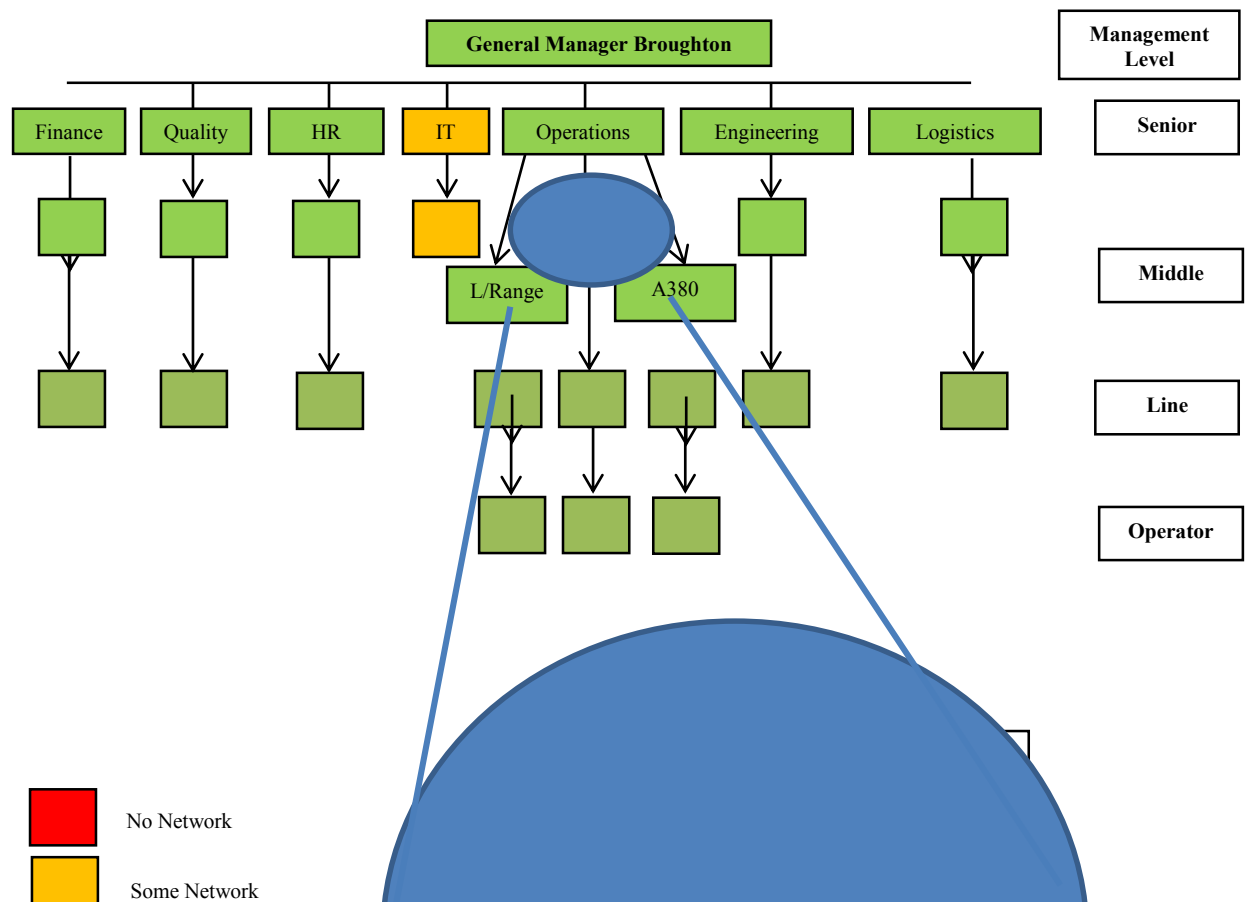 General Manager Broughton
Management
Level
Finance
Quality
HR
IT
Operations
Engineering
Logistics
Senior
L/Range
A380
Middle
Line
Operator
No Network
Some Network